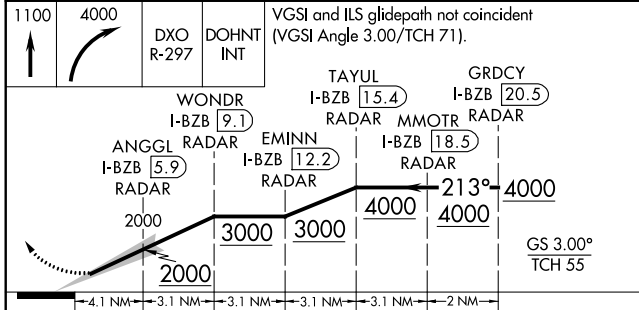 1100
4000
DXO
R-297
DOHNT
INT
VGSI and ILS glidepath not coincident
(VGSI Angle 3.00/TCH 71).
GRDCY
I-BZB 20.5
RADAR
TAYUL
I-BZB 15.4
RADAR
MMOTR
I-BZB 18.5
RADAR
WONDR
I-BZB 9.1
RADAR
EMINN
I-BZB 12.2
RADAR
ANGGL
I-BZB 5.9
RADAR
2000
2000
3000
3000
4000
213°
4000
4000
GS 3.00°
TCH 55
4.1 NM
3.1 NM
3.1 NM
3.1 NM
3.1 NM
2 NM